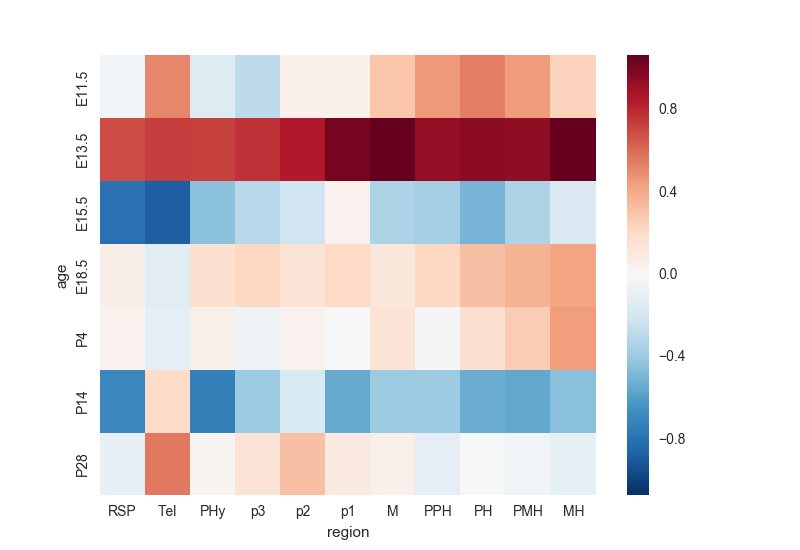 age
E11.5
E13.5
E15.5
E18.5
P4
P14
P28
RSP Tel PHy p3 p2 p1 M PPH PH PMH MH
region
0.8
0.4
0.0
−0.4
−0.8